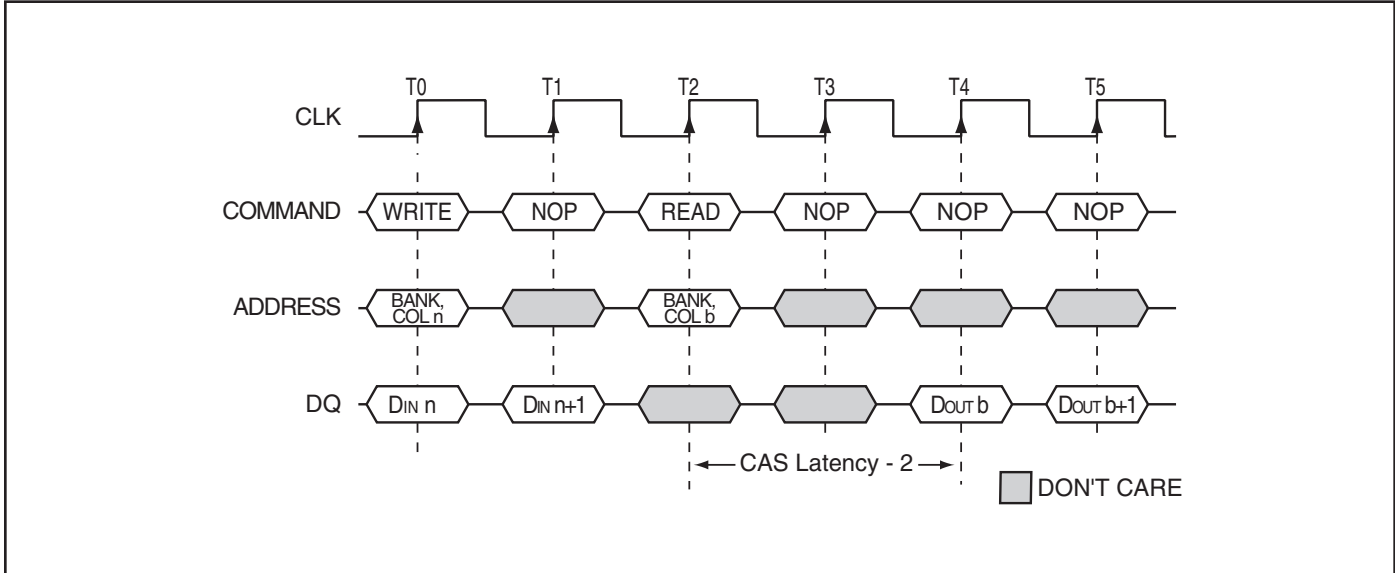 T0 T1 T2 T3 T4 T5
CLK
COMMAND WRITE NOP READ NOP NOP NOP
ADDRESS BANK, COL n BANK, COL b
DQ DIN n DIN n+1 DOUT b DOUT b+1
CAS Latency - 2
DON'T CARE